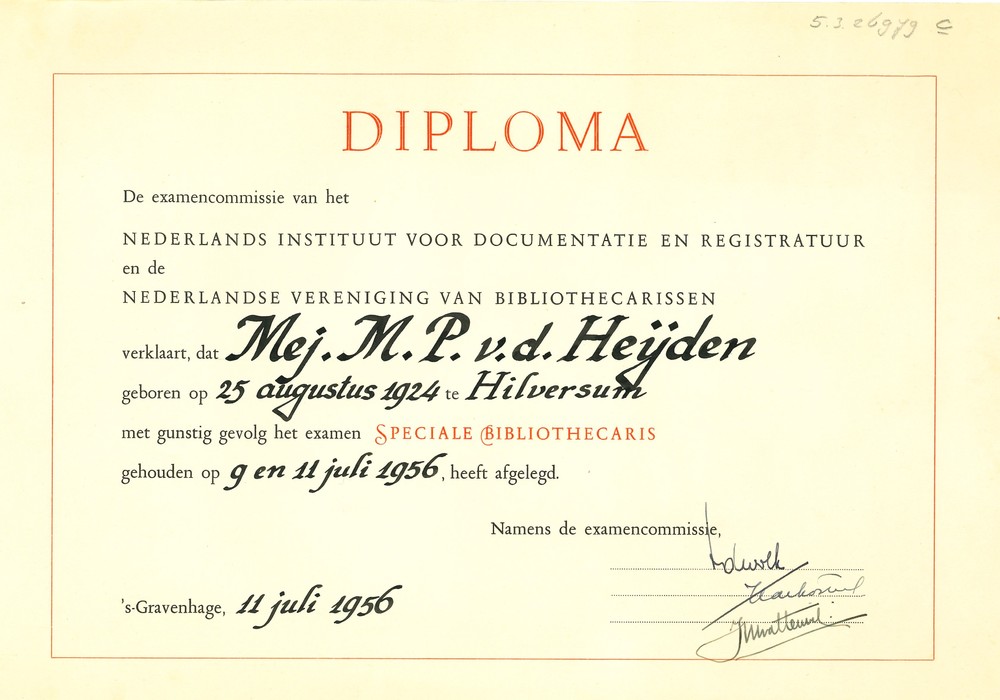 5.3. 26979 c
DIPLOMA
De examencommissie van het
NEDERLANDS INSTITUUT VOOR DOCUMENTATIE EN REGISTRATUUR
en de
NEDERLANDSE VERENIGING VAN BIBLIOTHECARISSEN
verklaart, dat Mej. M. P. v.d. Heijden
geboren op 25 augustus 1924 te Hilversum
met gunstig gevolg het examen SPECIALE BIBLIOTHECARIS
gehouden op 9 en 11 juli 1956, heeft afgelegd.
Namens de examencommissie,
's-Gravenhage, 11 juli 1956